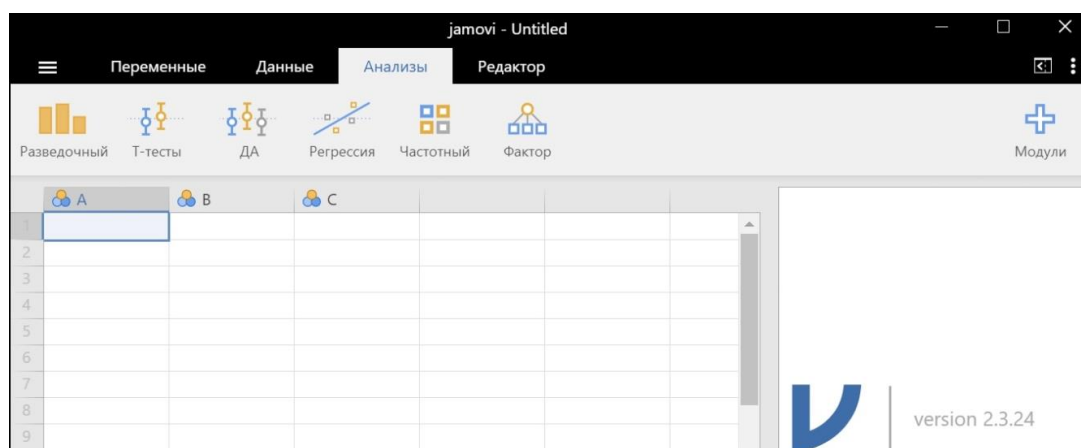 jamovi - Untitled
Переменные Данные Анализы Редактор
Разведочный Т-тесты ДА Регрессия Частотный Фактор Модули
A B C
1
2
3
4
5
6
7
8
9
version 2.3.24